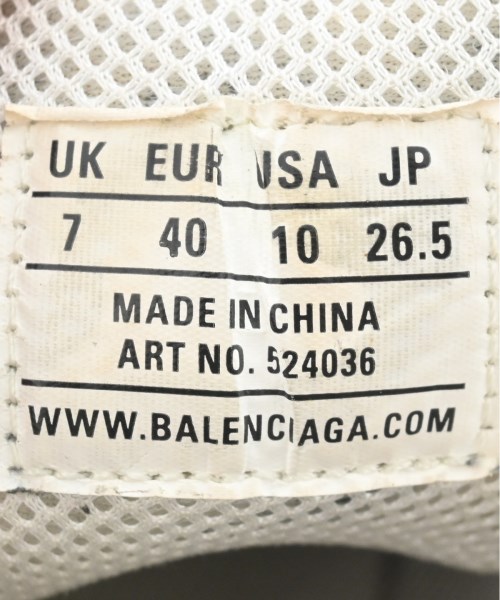 UK EUR USA JP
7 40 10 26.5
MADE IN CHINA
ART NO. 524036
WWW.BALENCIAGA.COM